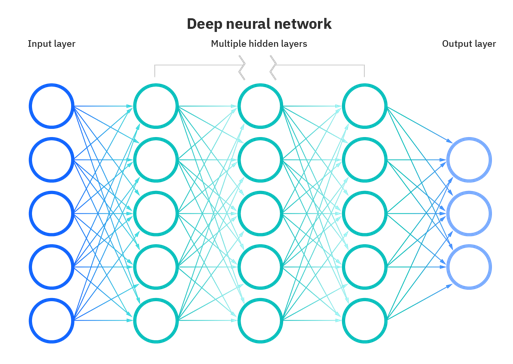 Deep neural network
Input layer
Multiple hidden layers
Output layer